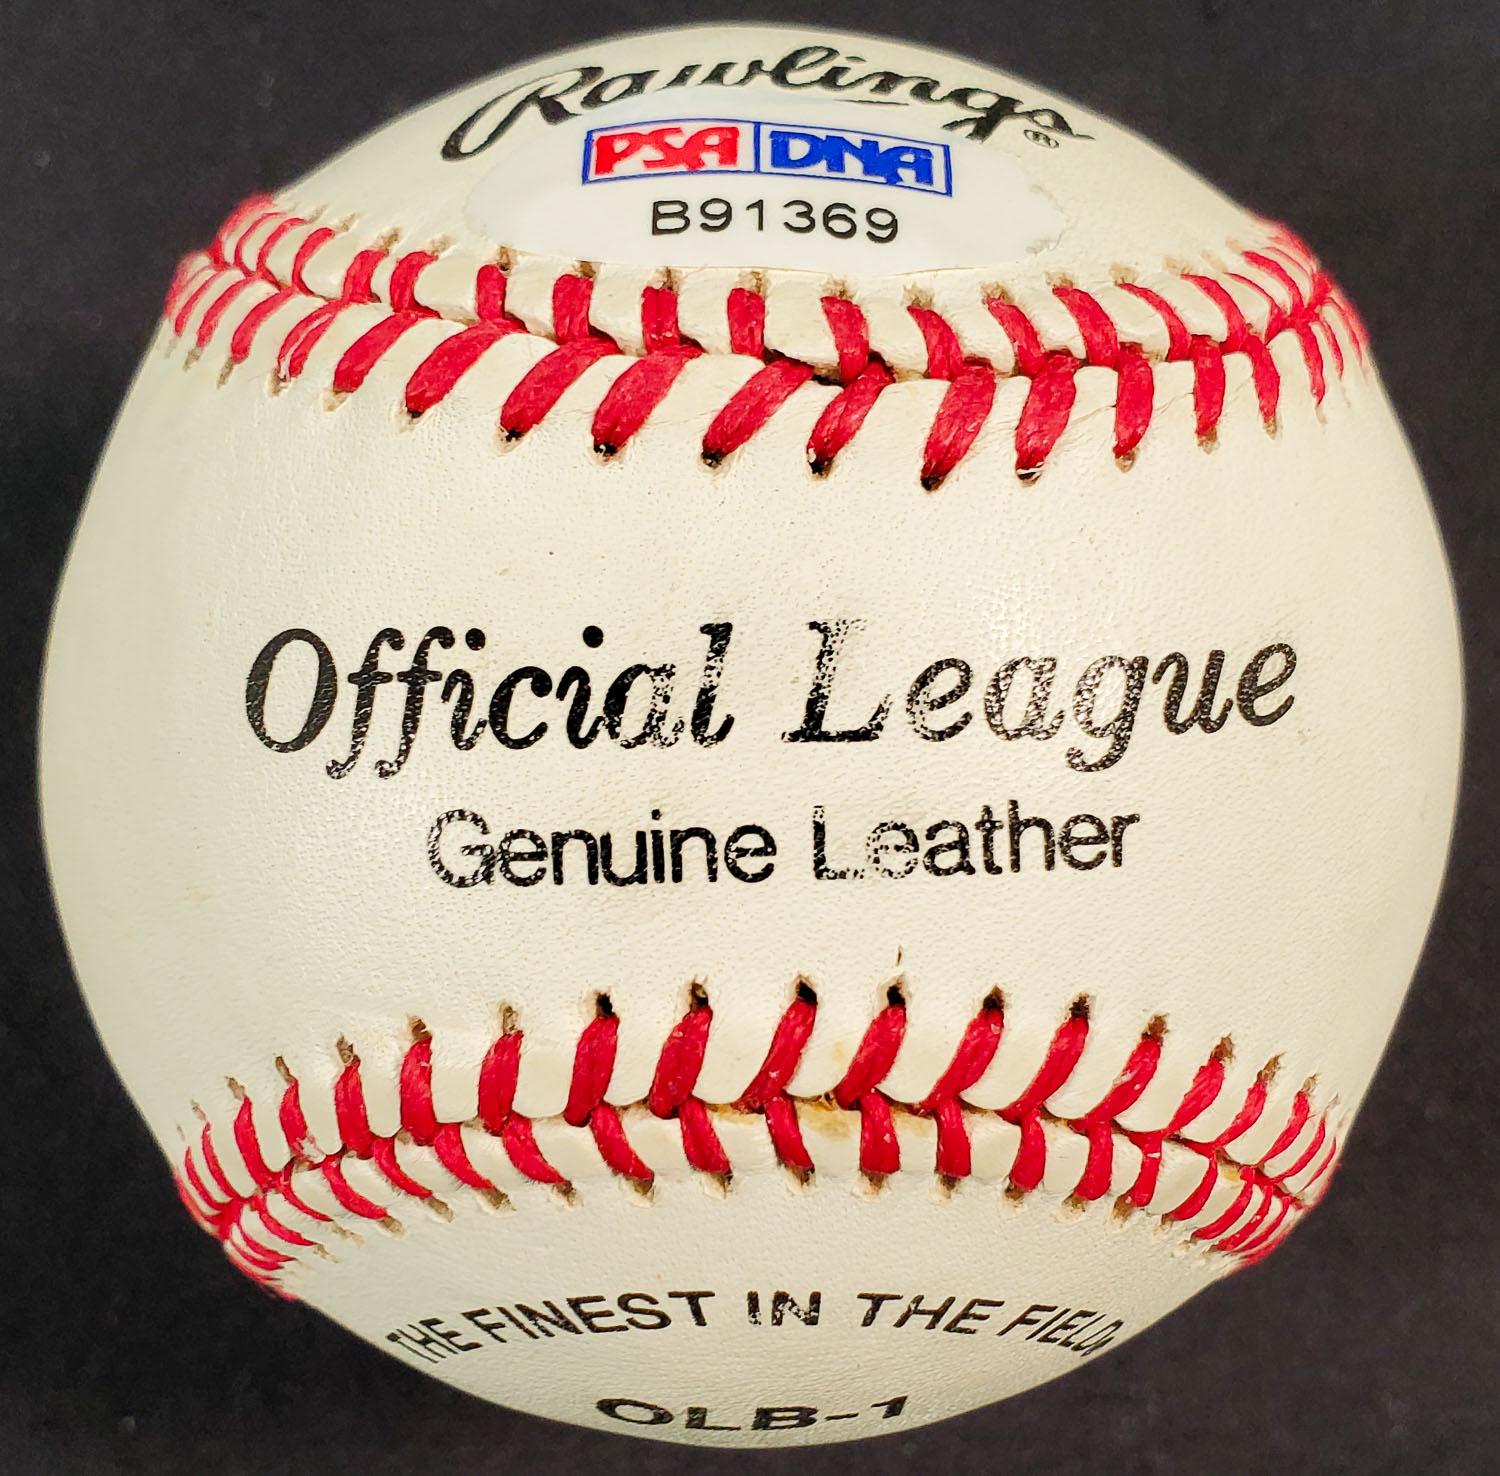 Rawlings®
PSA DNA
B91369
Official League
Genuine Leather
THE FINEST IN THE FIELD
OLB-1